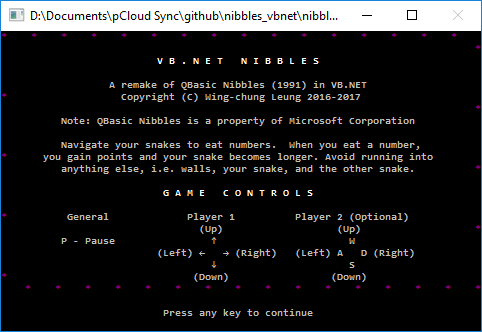 D:\Documents\pCloud Sync\github\nibbles_vbnet\nibbl...
V B . N E T   N I B B L E S
A remake of QBasic Nibbles (1991) in VB.NET
Copyright (C) Wing-chung Leung 2016-2017
Note: QBasic Nibbles is a property of Microsoft Corporation
Navigate your snakes to eat numbers.  When you eat a number,
you gain points and your snake becomes longer. Avoid running into
anything else, i.e. walls, your snake, and the other snake.
G A M E   C O N T R O L S
General   Player 1   Player 2 (Optional)
(Up)   (Up)
P - Pause   ↑   W
(Left) ←   → (Right)   (Left) A   D (Right)
↓   S
(Down)   (Down)
Press any key to continue